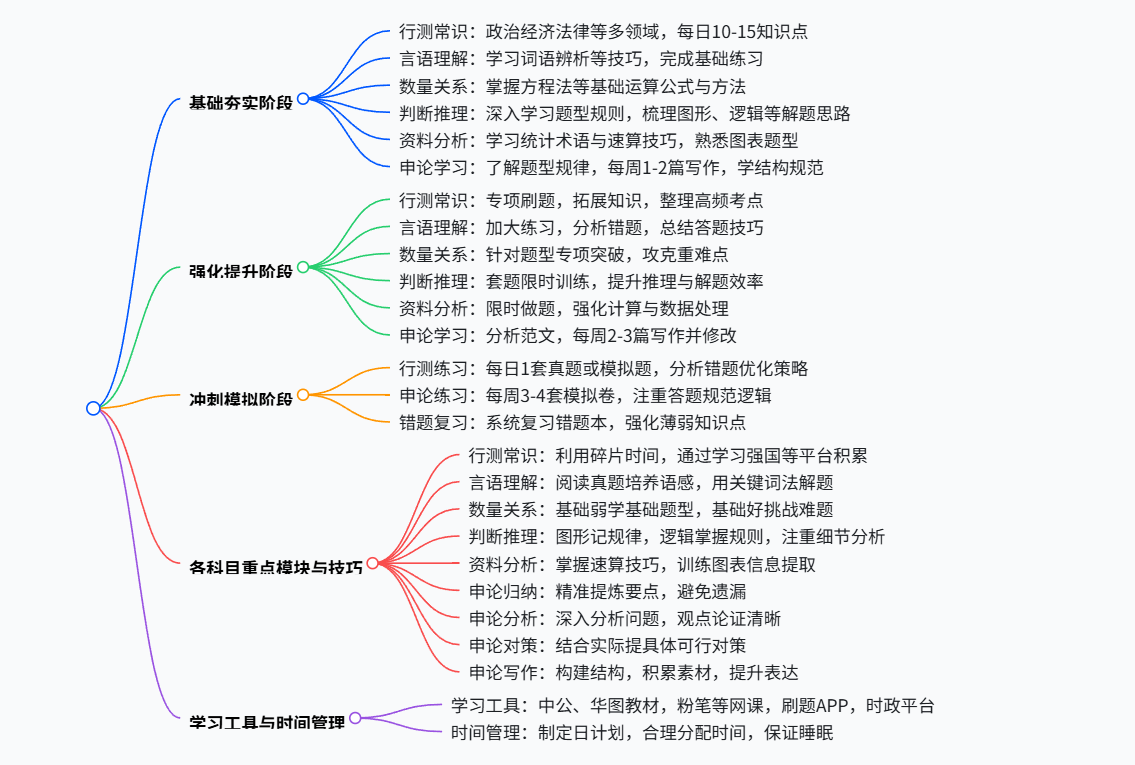 基础夯实阶段
行测常识：政治经济法律等多领域，每日10-15知识点
言语理解：学习词语辨析等技巧，完成基础练习
数量关系：掌握方程法等基础运算公式与方法
判断推理：深入学习题型规则，梳理图形、逻辑等解题思路
资料分析：学习统计术语与速算技巧，熟悉图表题型
申论学习：了解题型规律，每周1-2篇写作，学结构规范
强化提升阶段
行测常识：专项刷题，拓展知识，整理高频考点
言语理解：加大练习，分析错题，总结答题技巧
数量关系：针对题型专项突破，攻克重难点
判断推理：套题限时训练，提升推理与解题效率
资料分析：限时做题，强化计算与数据处理
申论学习：分析范文，每周2-3篇写作并修改
冲刺模拟阶段
行测练习：每日1套真题或模拟题，分析错题优化策略
申论练习：每周3-4套模拟卷，注重答题规范逻辑
错题复习：系统复习错题本，强化薄弱知识点
各科目重点模块与技巧
行测常识：利用碎片时间，通过学习强国等平台积累
言语理解：阅读真题培养语感，用关键词法解题
数量关系：基础弱学基础题型，基础好挑战难题
判断推理：图形记规律，逻辑掌握规则，注重细节分析
资料分析：掌握速算技巧，训练图表信息提取
申论归纳：精准提炼要点，避免遗漏
申论分析：深入分析问题，观点论证清晰
申论对策：结合实际提具体可行对策
申论写作：构建结构，积累素材，提升表达
学习工具与时间管理
学习工具：中公、华图教材，粉笔等网课，刷题APP，时政平台
时间管理：制定日计划，合理分配时间，保证睡眠